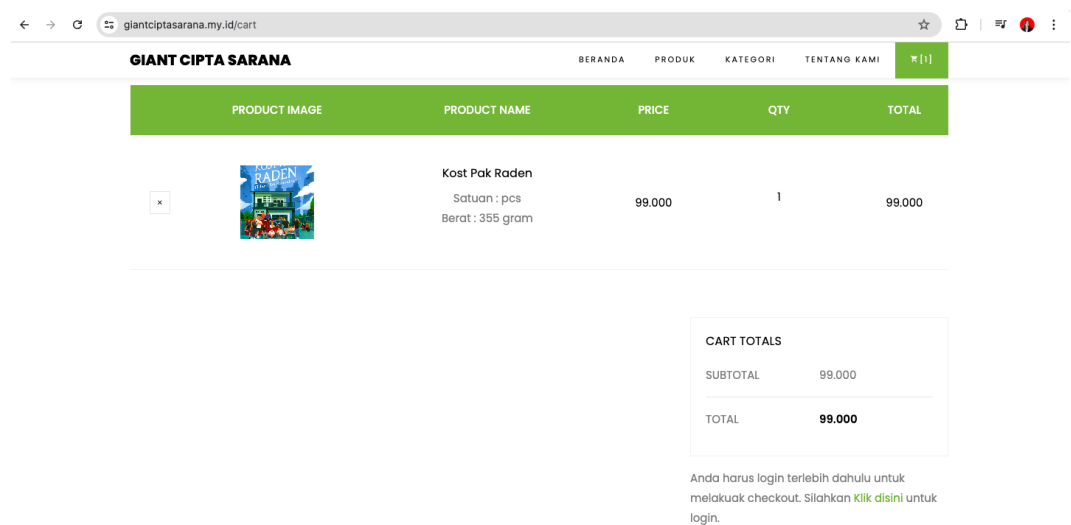 giantciptasarana.my.id/cart
GIANT CIPTA SARANA
BERANDA PRODUK KATEGORI TENTANG KAMI [1]
PRODUCT IMAGE PRODUCT NAME PRICE QTY TOTAL
RADEN
Kost Pak Raden
Satuan : pcs
Berat : 355 gram
× 99.000 1 99.000
CART TOTALS
SUBTOTAL 99.000
TOTAL 99.000
Anda harus login terlebih dahulu untuk
melakuak checkout. Silahkan Klik disini untuk
login.